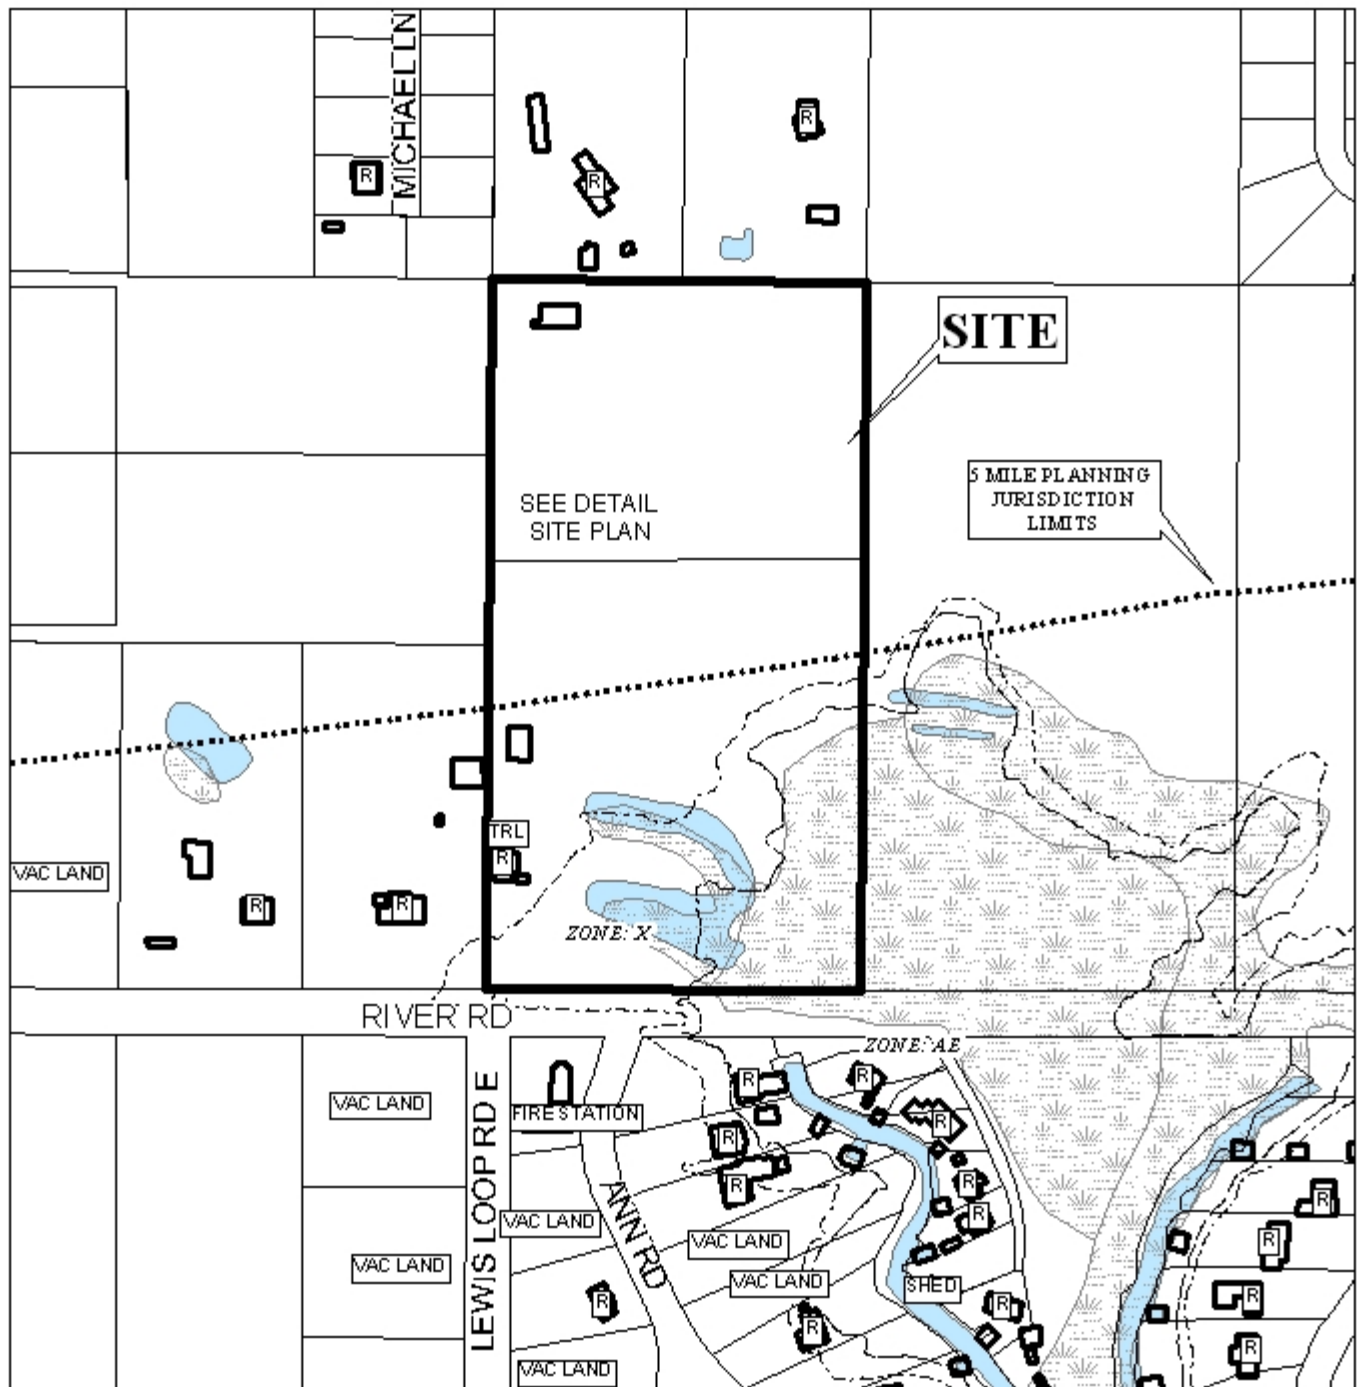 MICHAEL LN
R
R
R
SITE
5 MILE PLANNING
JURISDICTION
LIMITS
SEE DETAIL
SITE PLAN
TRL
R
VAC LAND
R
R
ZONE: X
RIVER RD
ZONE: AE
R
R
VAC LAND
FIRE STATION
R
R
R
R
R
R
VAC LAND
VAC LAND
VAC LAND
VAC LAND
SHED
R
R
R
R
R
R
VAC LAND
LEWIS LOOP RD E
ANN RD